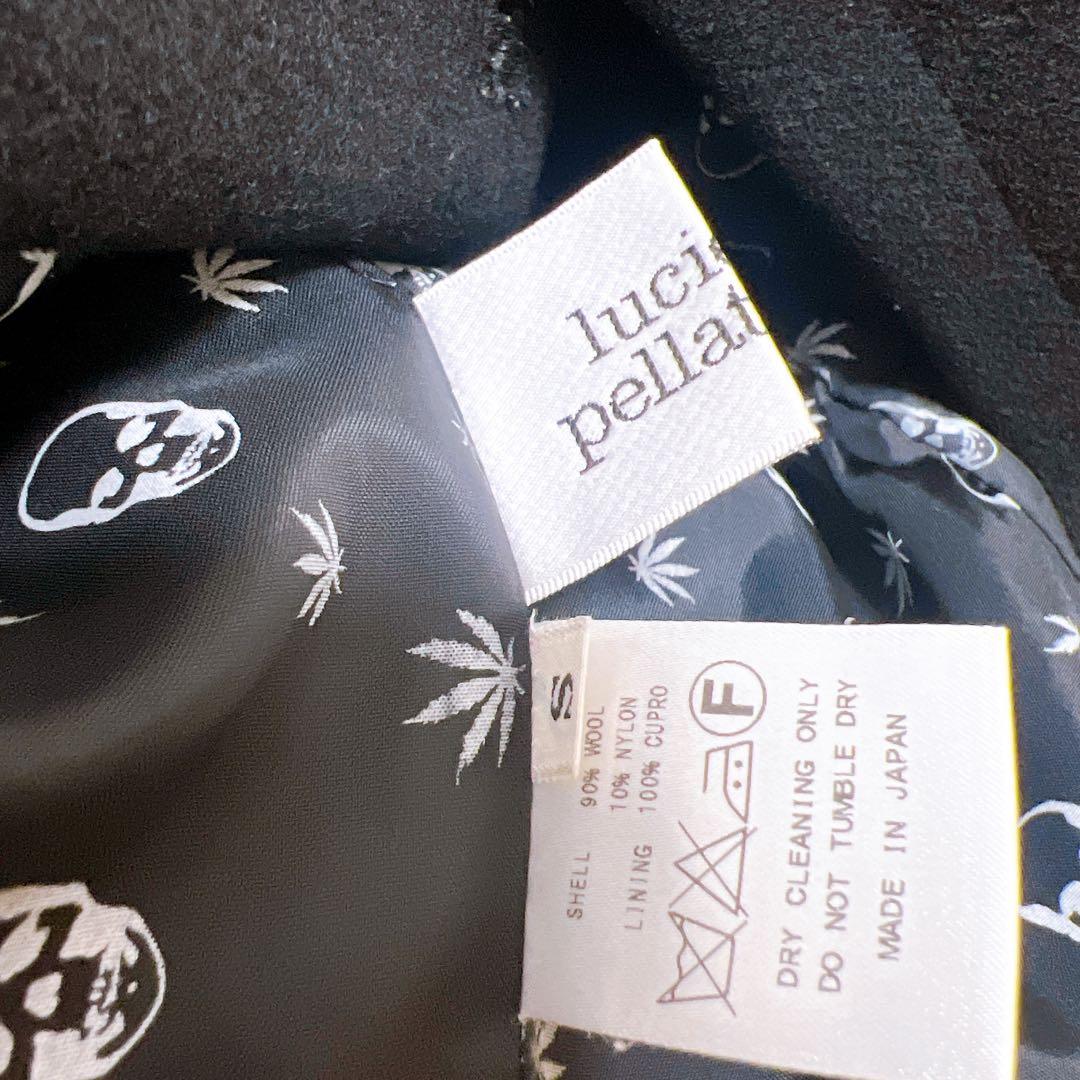 luci
pellat
S
SHELL 90% WOOL
10% NYLON
LINING 100% CUPRO
F
DRY CLEANING ONLY
DO NOT TUMBLE DRY
MADE IN JAPAN